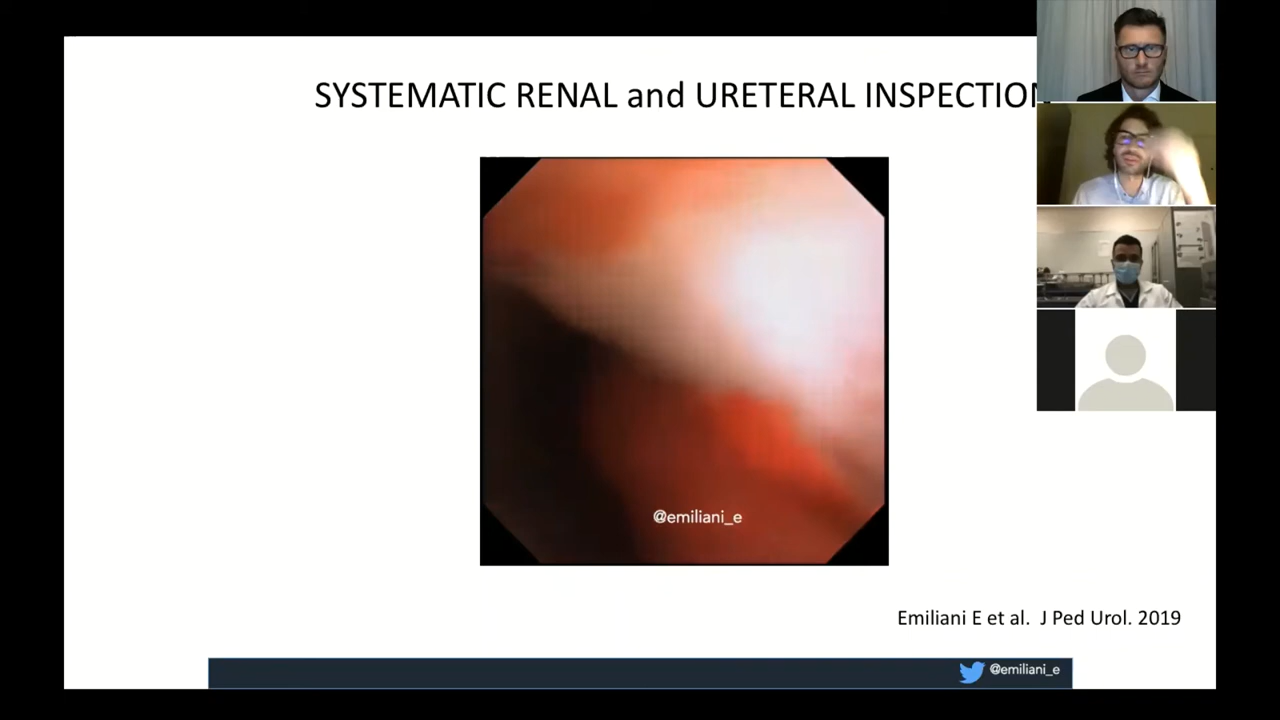 SYSTEMATIC RENAL and URETERAL INSPECTION
@emiliani_e
Emiliani E et al. J Ped Urol. 2019
@emiliani_e